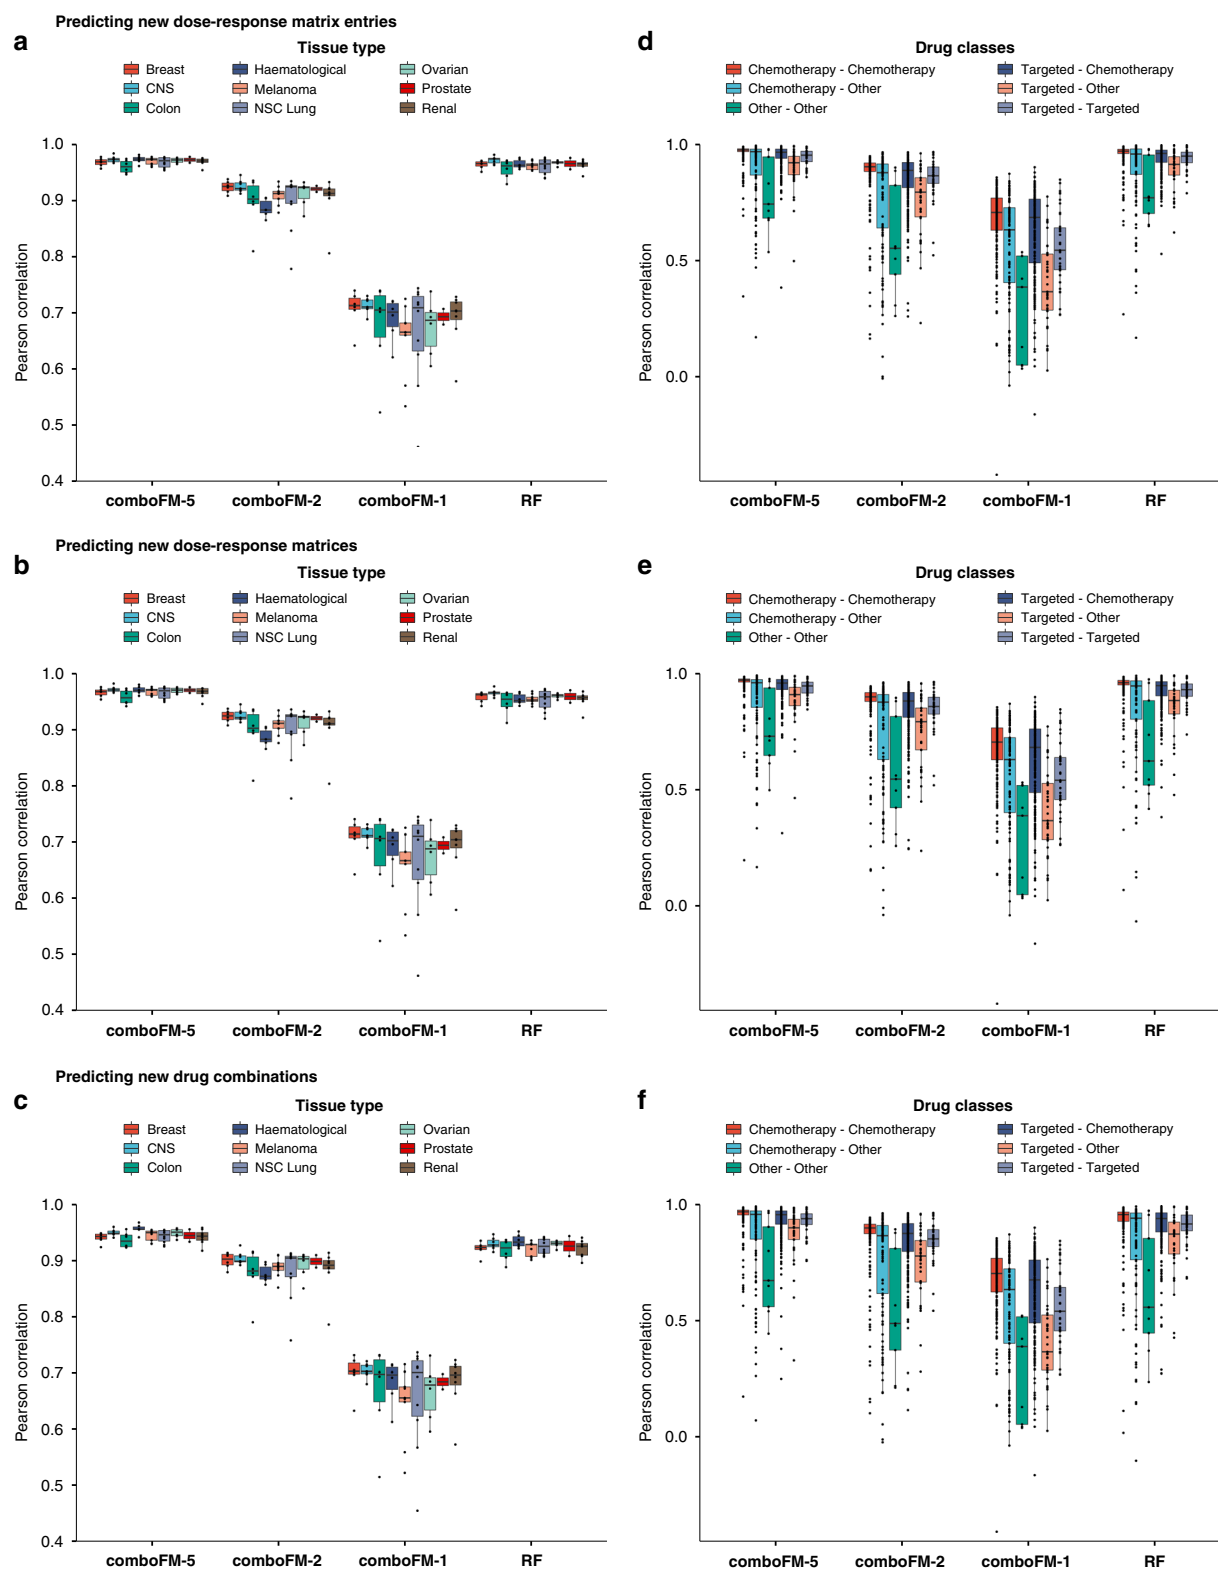 Predicting new dose-response matrix entries
a
Tissue type
Breast
Haematological
Ovarian
CNS
Melanoma
Prostate
Colon
NSC Lung
Renal
Pearson correlation
1.0
0.9
0.8
0.7
0.6
0.5
0.4
comboFM-5
comboFM-2
comboFM-1
RF
d
Drug classes
Chemotherapy - Chemotherapy
Targeted - Chemotherapy
Chemotherapy - Other
Targeted - Other
Other - Other
Targeted - Targeted
Pearson correlation
1.0
0.5
0.0
comboFM-5
comboFM-2
comboFM-1
RF
Predicting new dose-response matrices
b
Tissue type
Breast
Haematological
Ovarian
CNS
Melanoma
Prostate
Colon
NSC Lung
Renal
Pearson correlation
1.0
0.9
0.8
0.7
0.6
0.5
0.4
comboFM-5
comboFM-2
comboFM-1
RF
e
Drug classes
Chemotherapy - Chemotherapy
Targeted - Chemotherapy
Chemotherapy - Other
Targeted - Other
Other - Other
Targeted - Targeted
Pearson correlation
1.0
0.5
0.0
comboFM-5
comboFM-2
comboFM-1
RF
Predicting new drug combinations
c
Tissue type
Breast
Haematological
Ovarian
CNS
Melanoma
Prostate
Colon
NSC Lung
Renal
Pearson correlation
1.0
0.9
0.8
0.7
0.6
0.5
0.4
comboFM-5
comboFM-2
comboFM-1
RF
f
Drug classes
Chemotherapy - Chemotherapy
Targeted - Chemotherapy
Chemotherapy - Other
Targeted - Other
Other - Other
Targeted - Targeted
Pearson correlation
1.0
0.5
0.0
comboFM-5
comboFM-2
comboFM-1
RF